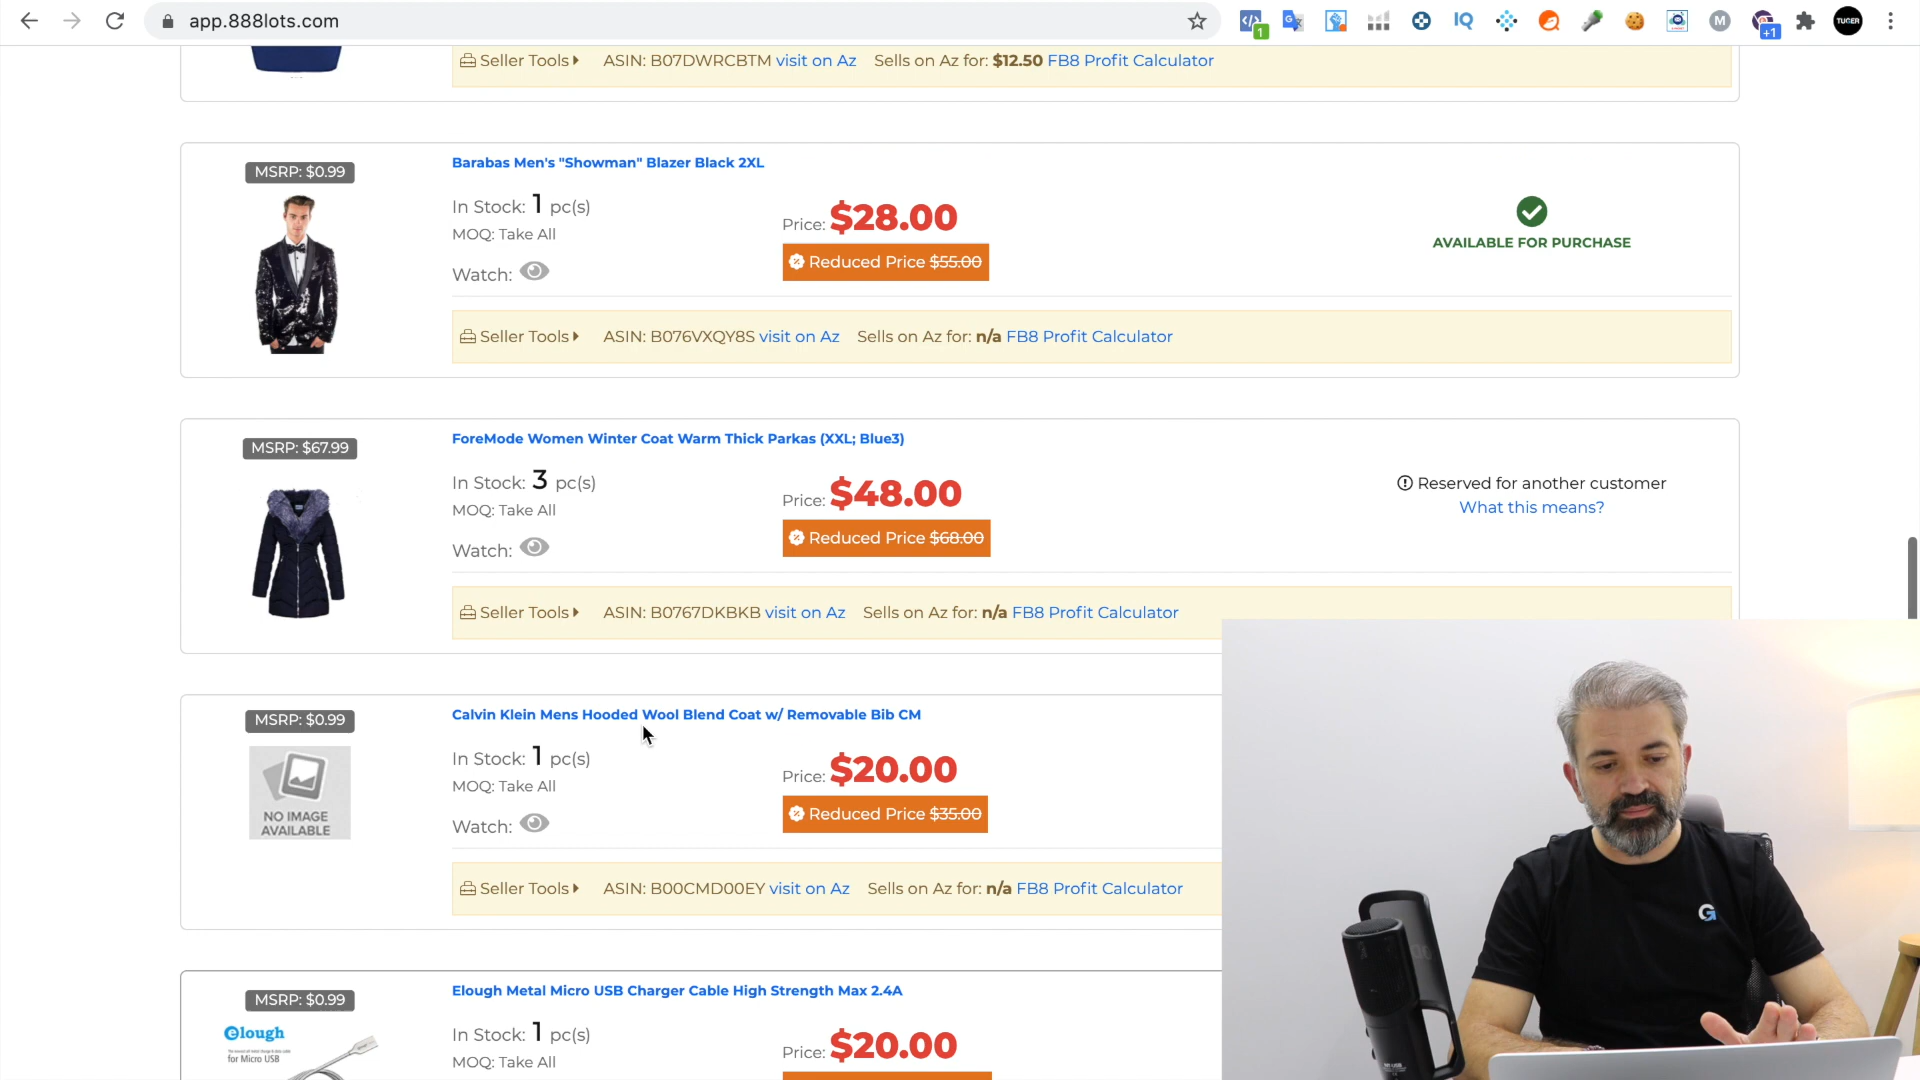 app.888lots.com
1
IQ
M
+1
TUGER
Seller Tools ASIN: B07DWRCBTM visit on Az Sells on Az for: $12.50 FB8 Profit Calculator
MSRP: $0.99
Barabas Men's "Showman" Blazer Black 2XL
In Stock: 1 pc(s)
MOQ: Take All
Watch:
Price: $28.00
Reduced Price $55.00
AVAILABLE FOR PURCHASE
Seller Tools ASIN: B076VXQY8S visit on Az Sells on Az for: n/a FB8 Profit Calculator
MSRP: $67.99
ForeMode Women Winter Coat Warm Thick Parkas (XXL; Blue3)
In Stock: 3 pc(s)
MOQ: Take All
Watch:
Price: $48.00
Reduced Price $68.00
Reserved for another customer
What this means?
Seller Tools ASIN: B0767DKBKB visit on Az Sells on Az for: n/a FB8 Profit Calculator
MSRP: $0.99
NO IMAGE
AVAILABLE
Calvin Klein Mens Hooded Wool Blend Coat w/ Removable Bib CM
In Stock: 1 pc(s)
MOQ: Take All
Watch:
Price: $20.00
Reduced Price $35.00
Seller Tools ASIN: B00CMD00EY visit on Az Sells on Az for: n/a FB8 Profit Calculator
MSRP: $0.99
elough
for Micro USB
Elough Metal Micro USB Charger Cable High Strength Max 2.4A
In Stock: 1 pc(s)
MOQ: Take All
Price: $20.00
G